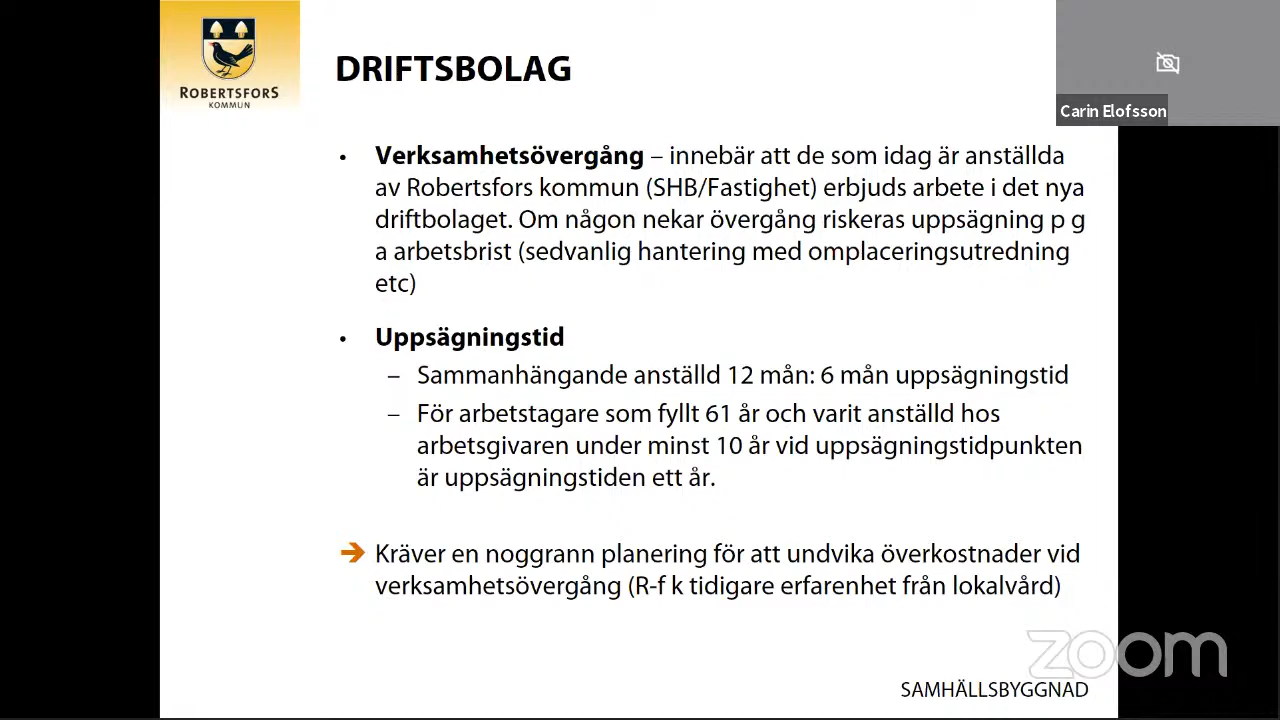 ROBERTSFORS
KOMMUN
DRIFTSBOLAG
Carin Elofsson
• Verksamhetsövergång – innebär att de som idag är anställda
av Robertsfors kommun (SHB/Fastighet) erbjuds arbete i det nya
driftbolaget. Om någon nekar övergång riskeras uppsägning p g
a arbetsbrist (sedvanlig hantering med omplaceringsutredning
etc)
• Uppsägningstid
– Sammanhängande anställd 12 mån: 6 mån uppsägningstid
– För arbetstagare som fyllt 61 år och varit anställd hos
arbetsgivaren under minst 10 år vid uppsägningstidpunkten
är uppsägningstiden ett år.
➔ Kräver en noggrann planering för att undvika överkostnader vid
verksamhetsövergång (R-f k tidigare erfarenhet från lokalvård)
zoom
SAMHÄLLSBYGGNAD